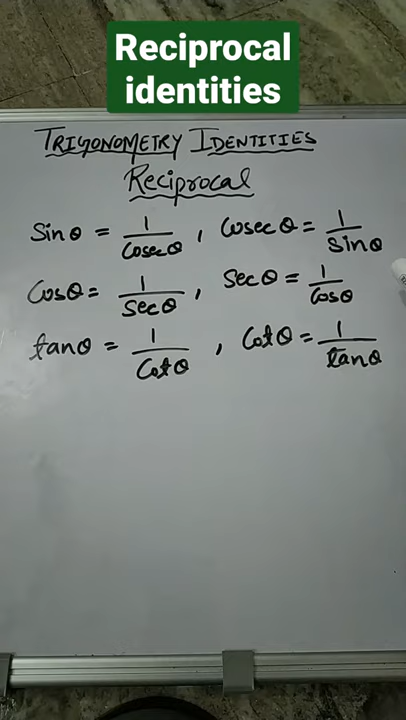 Reciprocal
identities
TRIGONOMETRY IDENTITIES
RECIPROCAL
Sinθ = 1/Cosecθ , Cosecθ = 1/Sinθ
Cosθ = 1/Secθ , Secθ = 1/Cosθ
tanθ = 1/Cotθ , Cotθ = 1/tanθ